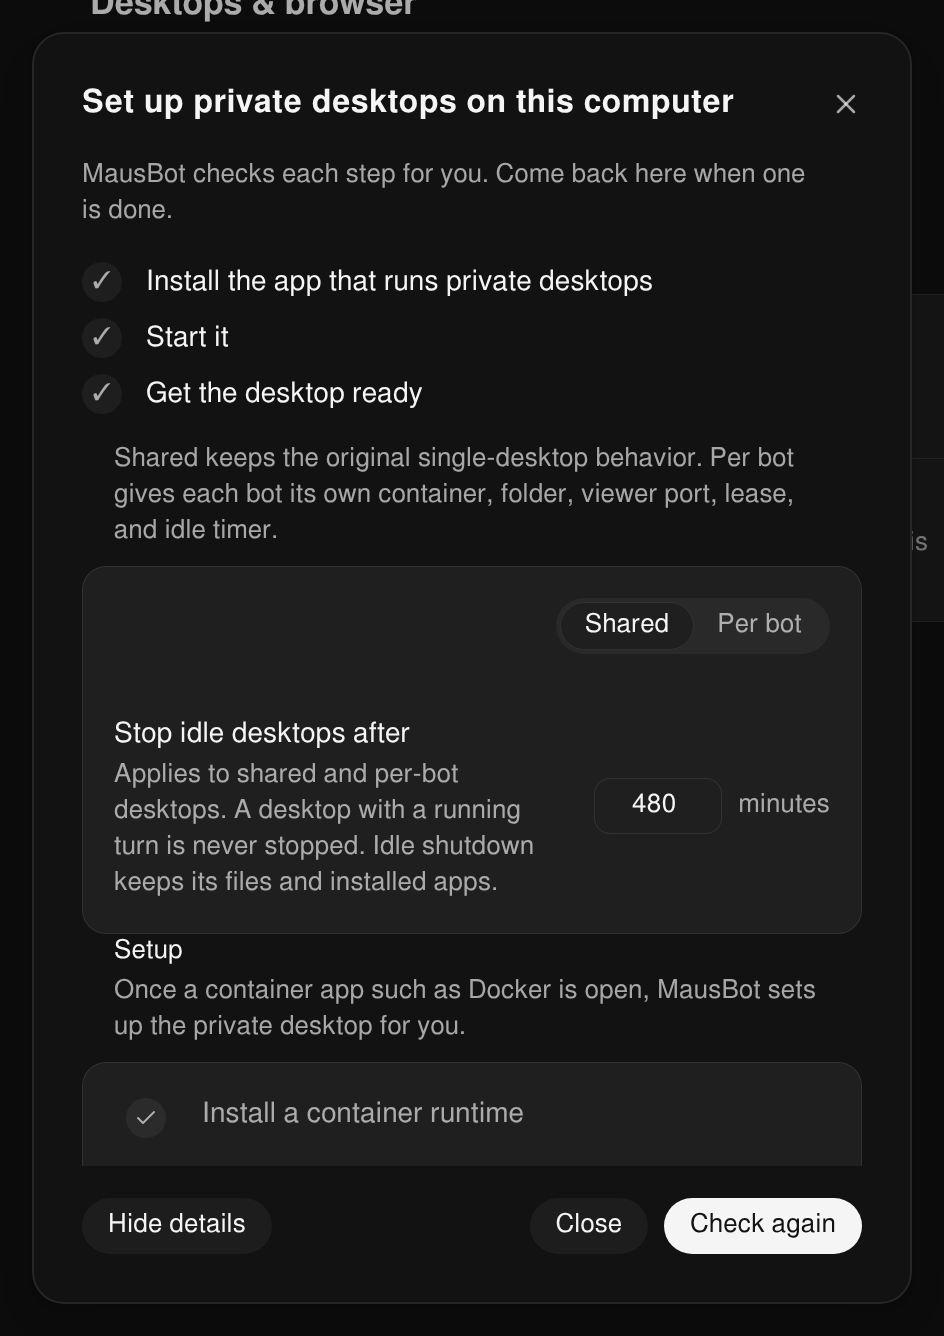 Desktops & browser
Set up private desktops on this computer
MausBot checks each step for you. Come back here when one
is done.
✓ Install the app that runs private desktops
✓ Start it
✓ Get the desktop ready
Shared keeps the original single-desktop behavior. Per bot
gives each bot its own container, folder, viewer port, lease,
and idle timer.
is
Shared Per bot
Stop idle desktops after
Applies to shared and per-bot
desktops. A desktop with a running
turn is never stopped. Idle shutdown
keeps its files and installed apps.
480 minutes
Setup
Once a container app such as Docker is open, MausBot sets
up the private desktop for you.
Install a container runtime
Hide details Close Check again